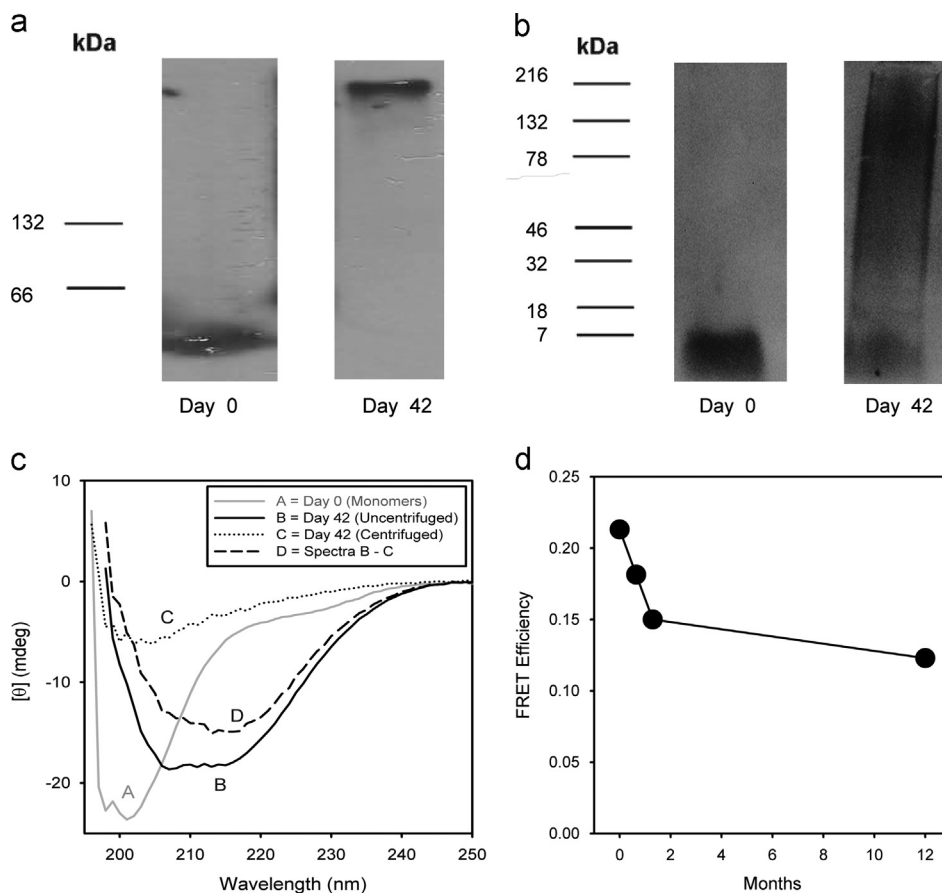 a
kDa
132
66
Day 0
Day 42
b
kDa
216
132
78
46
32
18
7
Day 0
Day 42
c
10
0
-10
-20
[θ] (mdeg)
A = Day 0 (Monomers)
B = Day 42 (Uncentrifuged)
C = Day 42 (Centrifuged)
D = Spectra B - C
C
D
B
A
200
210
220
230
240
250
Wavelength (nm)
d
0.25
0.20
0.15
0.10
0.05
0.00
FRET Efficiency
0
2
4
6
8
10
12
Months